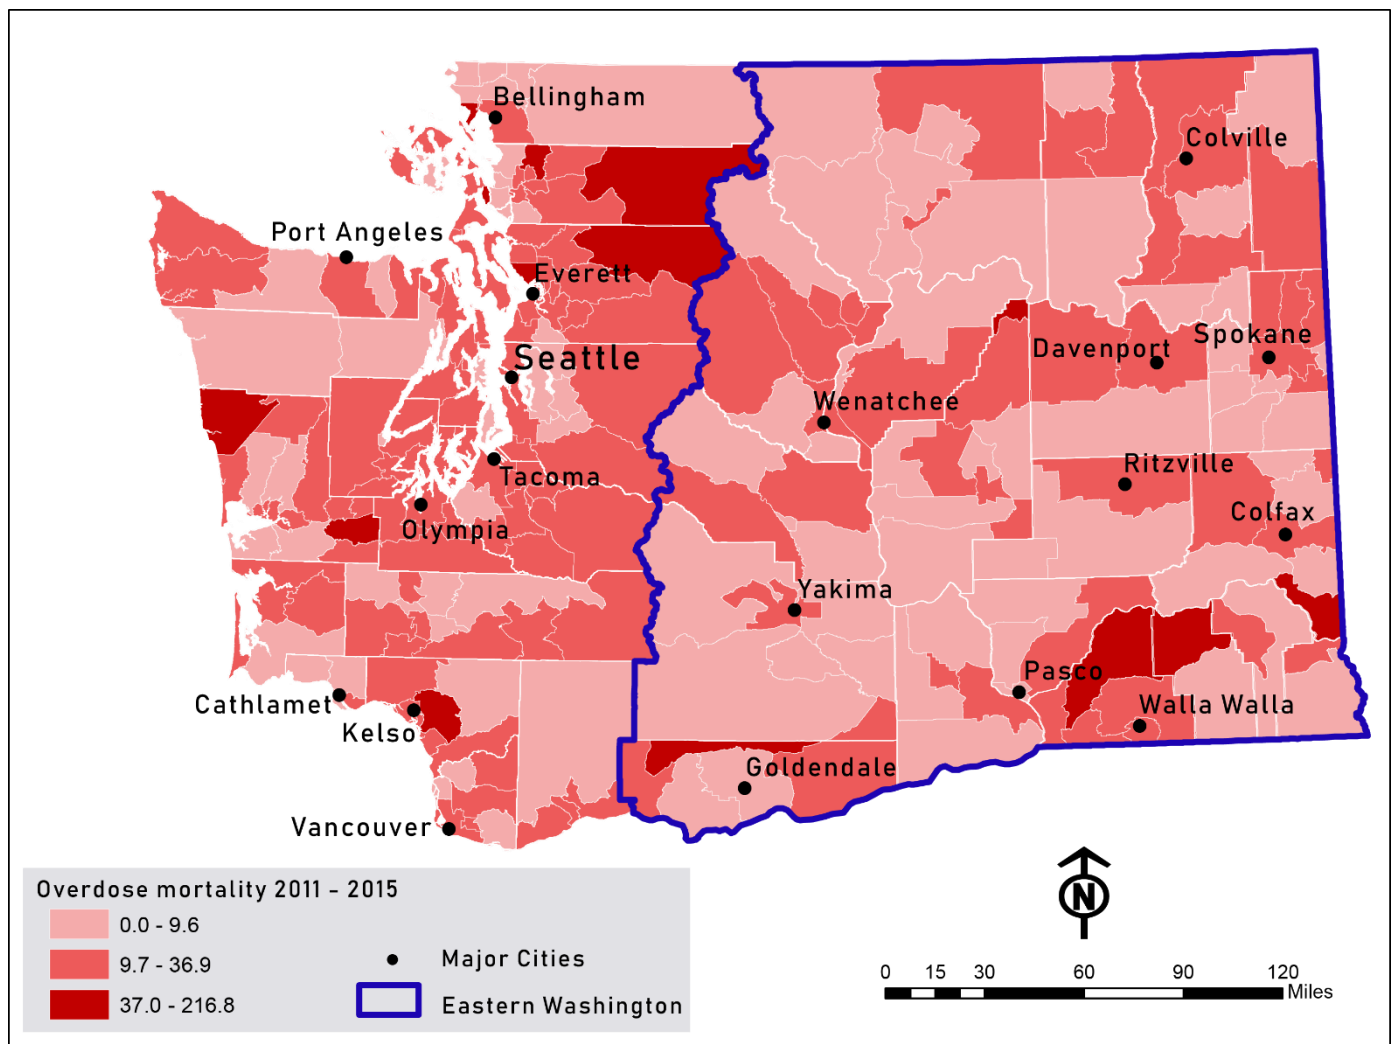 Bellingham
Colville
Port Angeles
Everett
Seattle
Davenport
Spokane
Wenatchee
Tacoma
Ritzville
Olympia
Colfax
Yakima
Pasco
Cathlamet
Walla Walla
Kelso
Goldendale
Vancouver
Overdose mortality 2011 - 2015
0.0 - 9.6
9.7 - 36.9
37.0 - 216.8
Major Cities
Eastern Washington
N
0 15 30 60 90 120
Miles